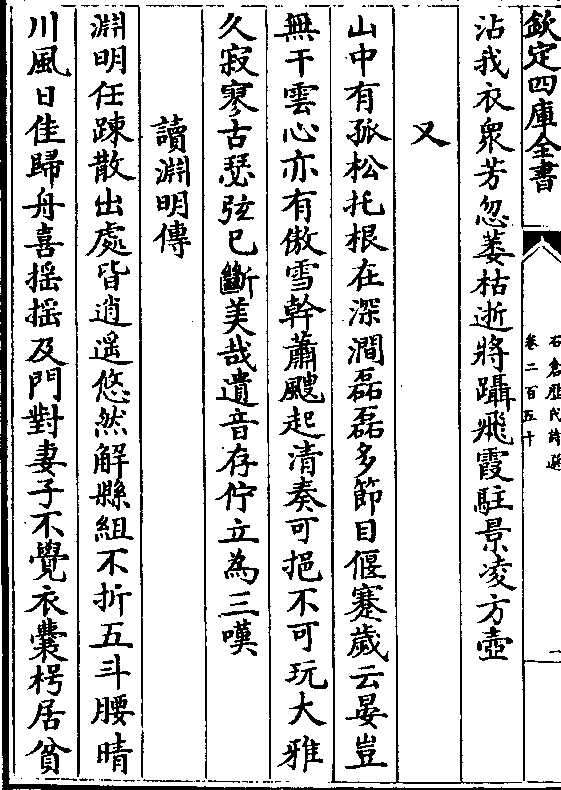 欽定四庫全書
石倉歷代詩選
卷二百五十
一
沾我衣衆芳忽萎枯逝將躡飛霞駐景凌方壺
又
山中有孤松托根在深澗磊磊多節目偃蹇歲云晏豈
無干雲心亦有傲雪幹蕭颼起清奏可挹不可玩大雅
久寂寥古瑟弦已斷美哉遺音存佇立為三嘆
讀淵明傳
淵明任踈散出處皆逍遥悠然解縣組不折五斗腰晴
川風日佳歸舟喜揺揺及門對妻子不覺衣囊枵居貧